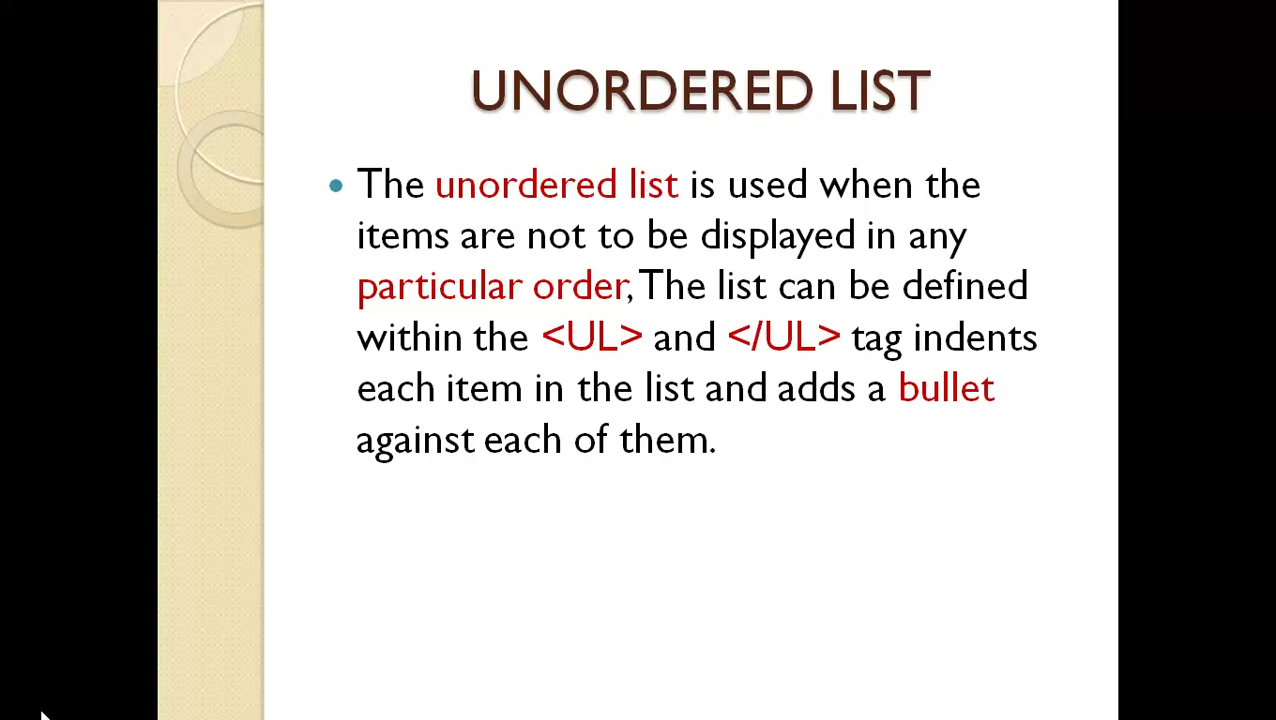 UNORDERED LIST
• The unordered list is used when the
items are not to be displayed in any
particular order, The list can be defined
within the <UL> and </UL> tag indents
each item in the list and adds a bullet
against each of them.